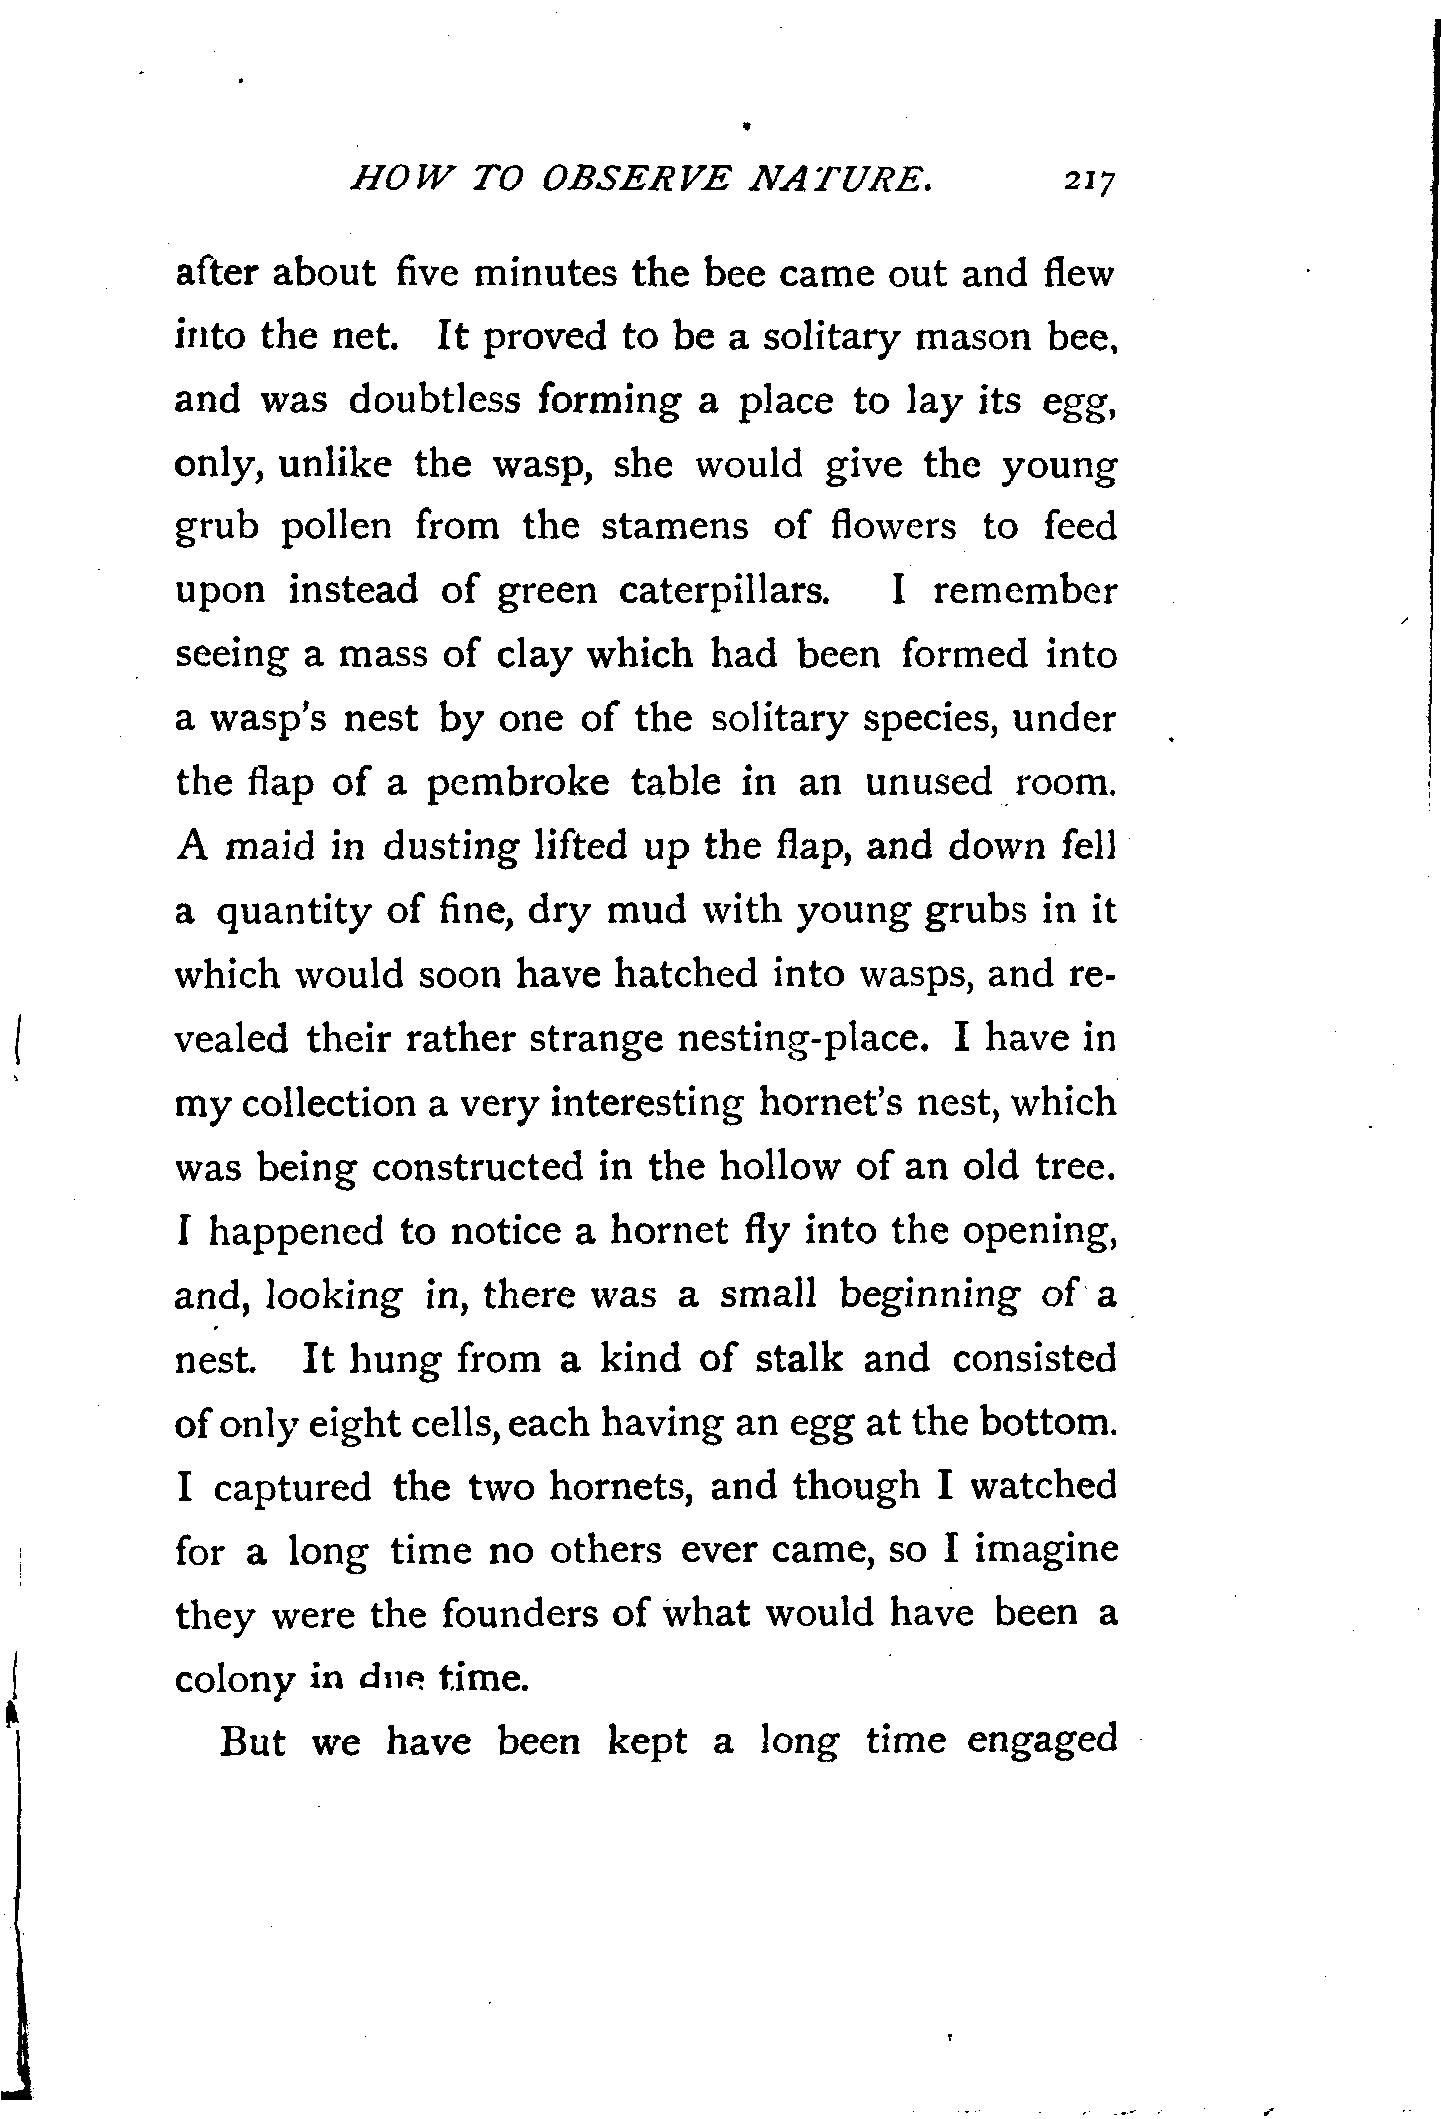 HOW TO OBSERVE NATURE. 217
after about five minutes the bee came out and flew
into the net. It proved to be a solitary mason bee,
and was doubtless forming a place to lay its egg,
only, unlike the wasp, she would give the young
grub pollen from the stamens of flowers to feed
upon instead of green caterpillars. I remember
seeing a mass of clay which had been formed into
a wasp's nest by one of the solitary species, under
the flap of a pembroke table in an unused room.
A maid in dusting lifted up the flap, and down fell
a quantity of fine, dry mud with young grubs in it
which would soon have hatched into wasps, and re-
vealed their rather strange nesting-place. I have in
my collection a very interesting hornet's nest, which
was being constructed in the hollow of an old tree.
I happened to notice a hornet fly into the opening,
and, looking in, there was a small beginning of a
nest. It hung from a kind of stalk and consisted
of only eight cells, each having an egg at the bottom.
I captured the two hornets, and though I watched
for a long time no others ever came, so I imagine
they were the founders of what would have been a
colony in due time.
But we have been kept a long time engaged